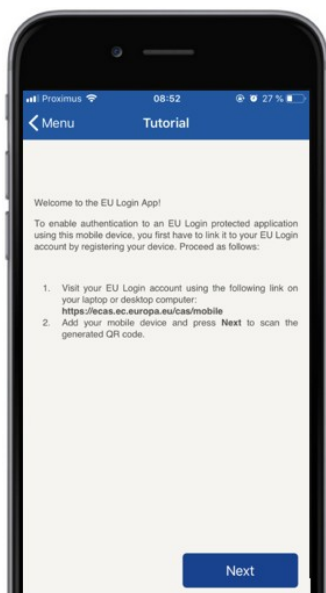 Proximus 08:52 27 %
Menu Tutorial
Welcome to the EU Login App!
To enable authentication to an EU Login protected application
using this mobile device, you first have to link it to your EU Login
account by registering your device. Proceed as follows:
1. Visit your EU Login account using the following link on
your laptop or desktop computer:
https://ecas.ec.europa.eu/cas/mobile
2. Add your mobile device and press Next to scan the
generated QR code.
Next